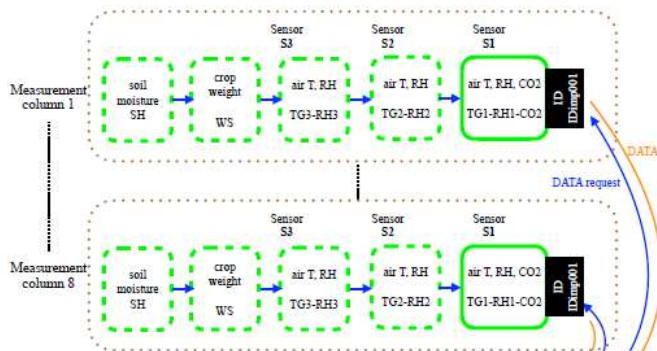 Sensor
S3
Sensor
S2
Sensor
S1
Measurement
column 1
soil
moisture
SH
crop
weight
WS
air T, RH
TG3-RH3
air T, RH
TG2-RH2
air T, RH, CO2
TG1-RH1-CO2
ID
IDimp001
DATA
DATA request
Sensor
S3
Sensor
S2
Sensor
S1
Measurement
column 8
soil
moisture
SH
crop
weight
WS
air T, RH
TG3-RH3
air T, RH
TG2-RH2
air T, RH, CO2
TG1-RH1-CO2
ID
IDimp001